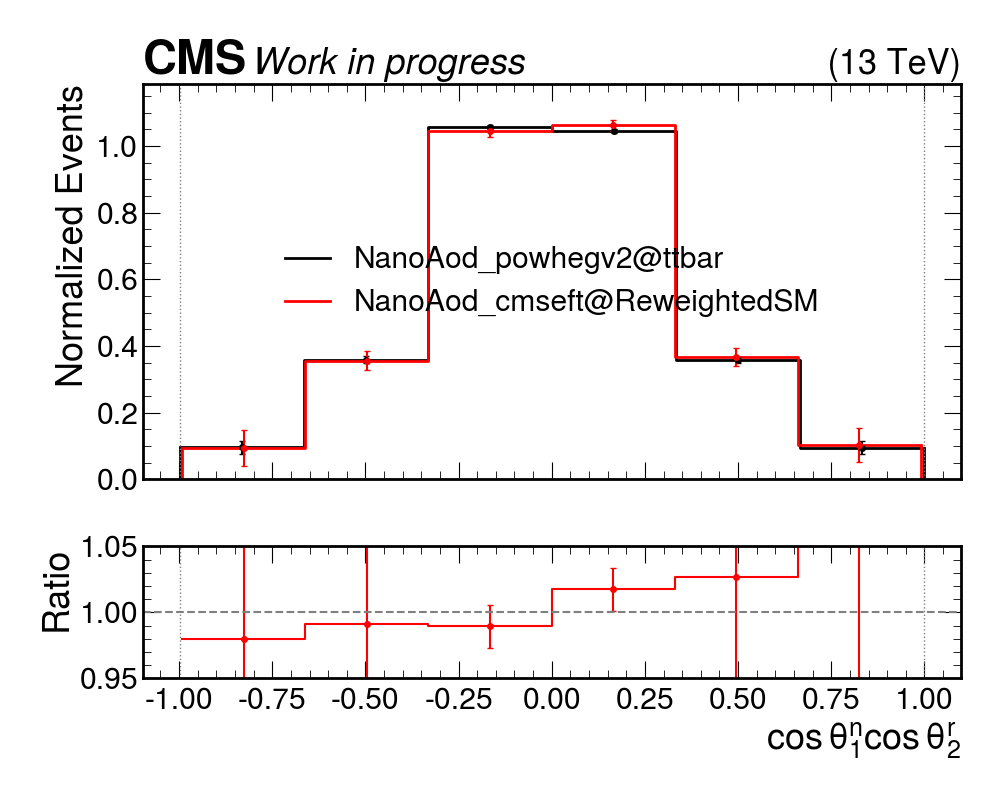 CMS Work in progress (13 TeV)
Normalized Events
1.0
0.8
0.6
0.4
0.2
0.0
NanoAod_powhegv2@ttbar
NanoAod_cmseft@ReweightedSM
Ratio
1.05
1.00
0.95
-1.00 -0.75 -0.50 -0.25 0.00 0.25 0.50 0.75 1.00
cos θ₁ⁿcos θ₂ʳ